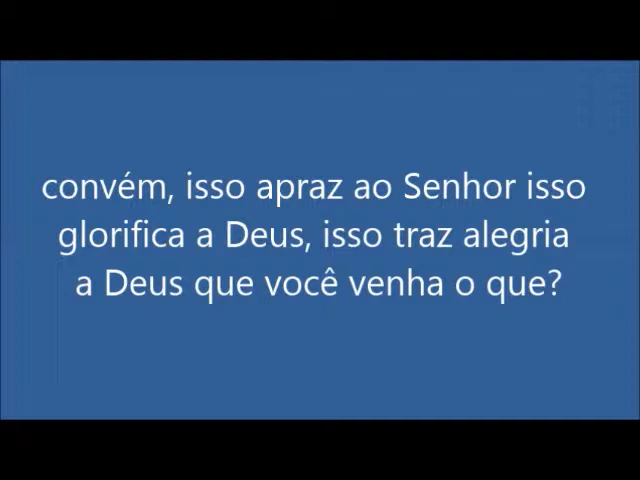 convém, isso apraz ao Senhor isso
glorifica a Deus, isso traz alegria
a Deus que você venha o que?